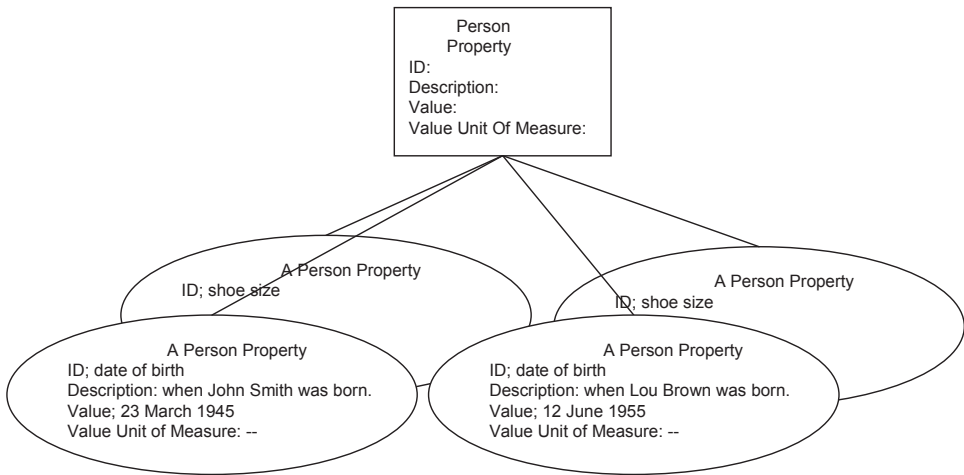 Person
Property
ID:
Description:
Value:
Value Unit Of Measure:
A Person Property
ID; shoe size
A Person Property
ID; shoe size
A Person Property
ID; date of birth
Description: when John Smith was born.
Value; 23 March 1945
Value Unit of Measure: --
A Person Property
ID; date of birth
Description: when Lou Brown was born.
Value; 12 June 1955
Value Unit of Measure: --